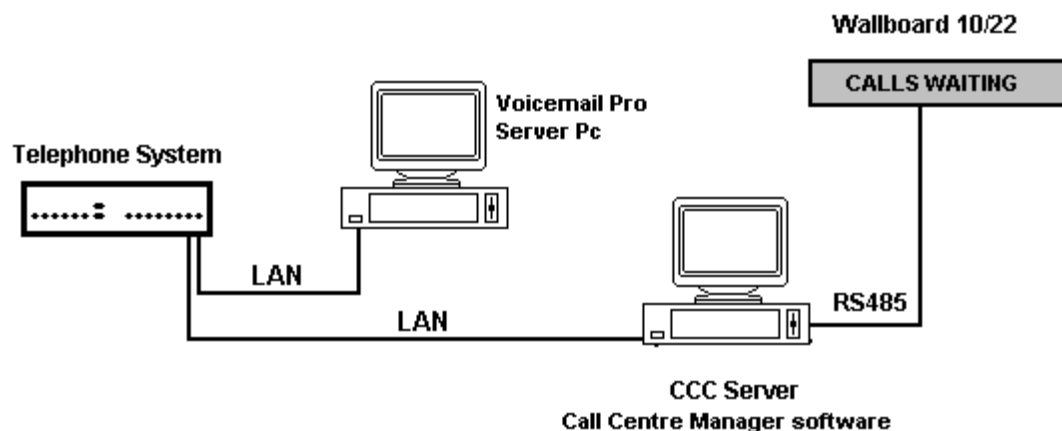 Wallboard 10/22
CALLS WAITING
Voicemail Pro
Server Pc
Telephone System
LAN
LAN
RS485
CCC Server
Call Centre Manager software